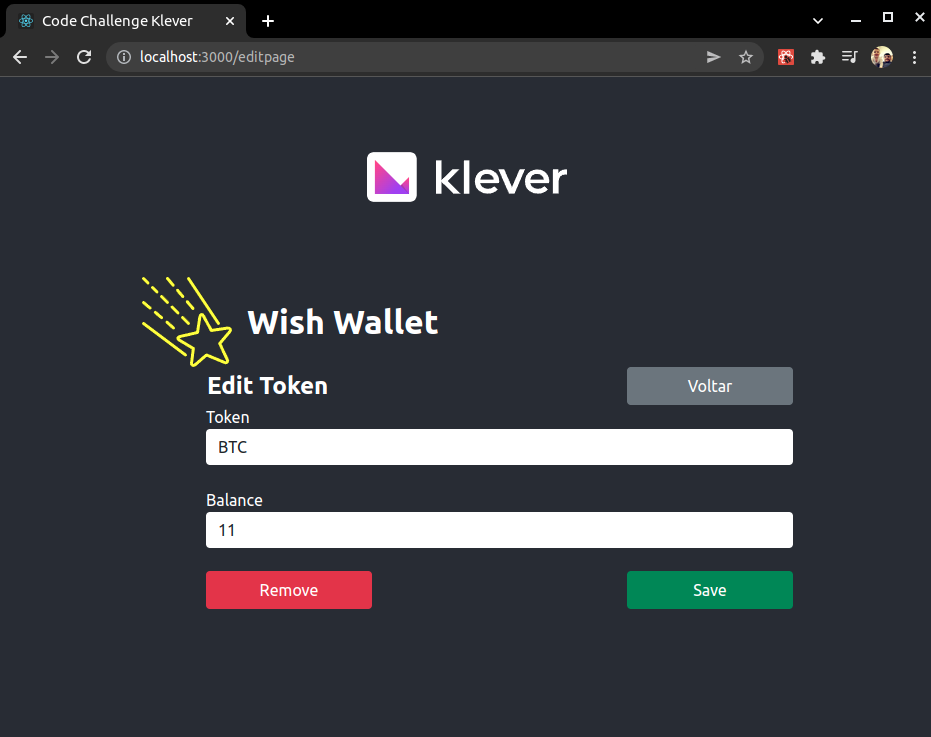 Code Challenge Klever
localhost:3000/editpage
klever
Wish Wallet
Edit Token
Voltar
Token
BTC
Balance
11
Remove
Save